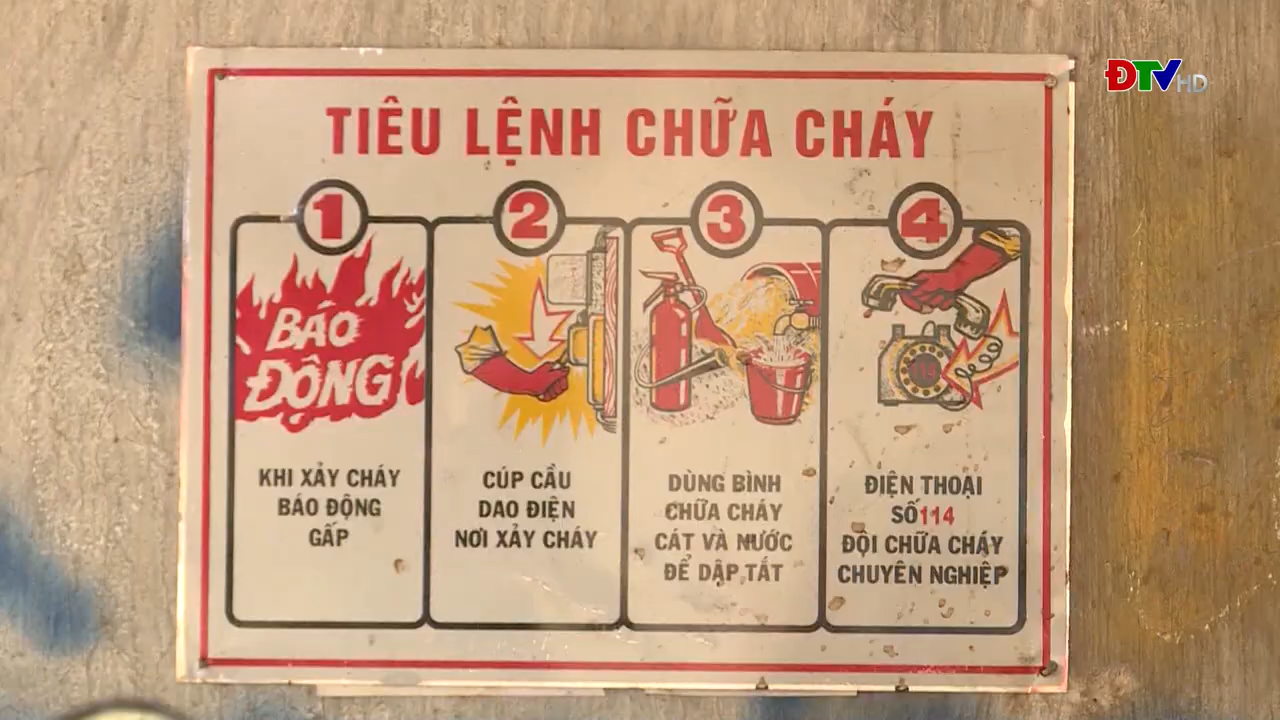 ĐTVHD
TIÊU LỆNH CHỮA CHÁY
1
2
3
4
BÁO
ĐỘNG
114
KHI XẢY CHÁY
BÁO ĐỘNG
GẤP
CÚP CẦU
DAO ĐIỆN
NƠI XẢY CHÁY
DÙNG BÌNH
CHỮA CHÁY
CÁT VÀ NƯỚC
ĐỂ DẬP TẮT
ĐIỆN THOẠI
SỐ 114
ĐỘI CHỮA CHÁY
CHUYÊN NGHIỆP